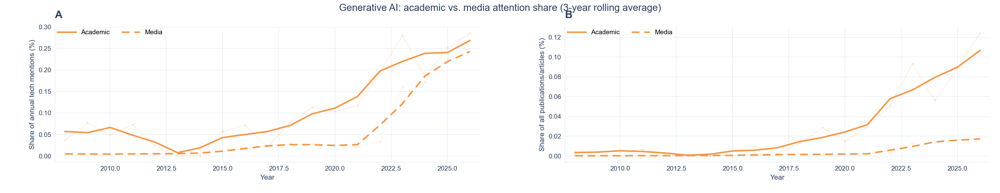 Generative AI: academic vs. media attention share (3-year rolling average)
A
Academic Media
Share of annual tech mentions (%)
0.30
0.25
0.20
0.15
0.10
0.05
0.00
2010.0 2012.5 2015.0 2017.5 2020.0 2022.5 2025.0
Year
B
Academic Media
Share of all publications/articles (%)
0.12
0.10
0.08
0.06
0.04
0.02
0.00
2010.0 2012.5 2015.0 2017.5 2020.0 2022.5 2025.0
Year